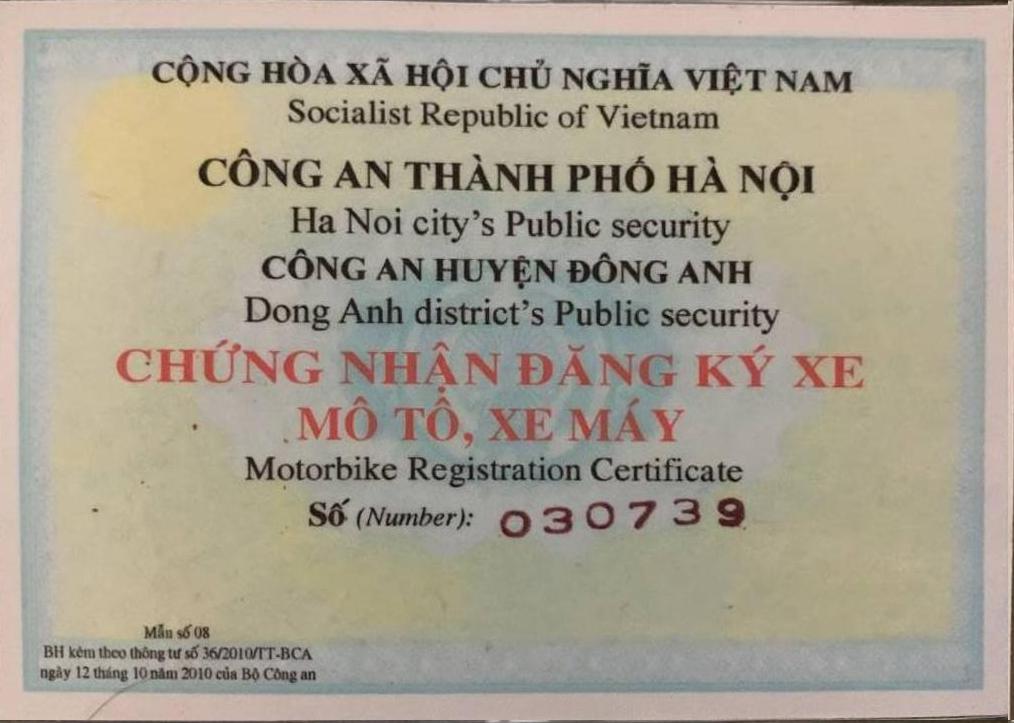 CỘNG HÒA XÃ HỘI CHỦ NGHĨA VIỆT NAM
Socialist Republic of Vietnam
CÔNG AN THÀNH PHỐ HÀ NỘI
Ha Noi city's Public security
CÔNG AN HUYỆN ĐÔNG ANH
Dong Anh district's Public security
CHỨNG NHẬN ĐĂNG KÝ XE
MÔ TÔ, XE MÁY
Motorbike Registration Certificate
Số (Number): 030739
Mẫu số 08
BH kèm theo thông tư số 36/2010/TT-BCA
ngày 12 tháng 10 năm 2010 của Bộ Công an